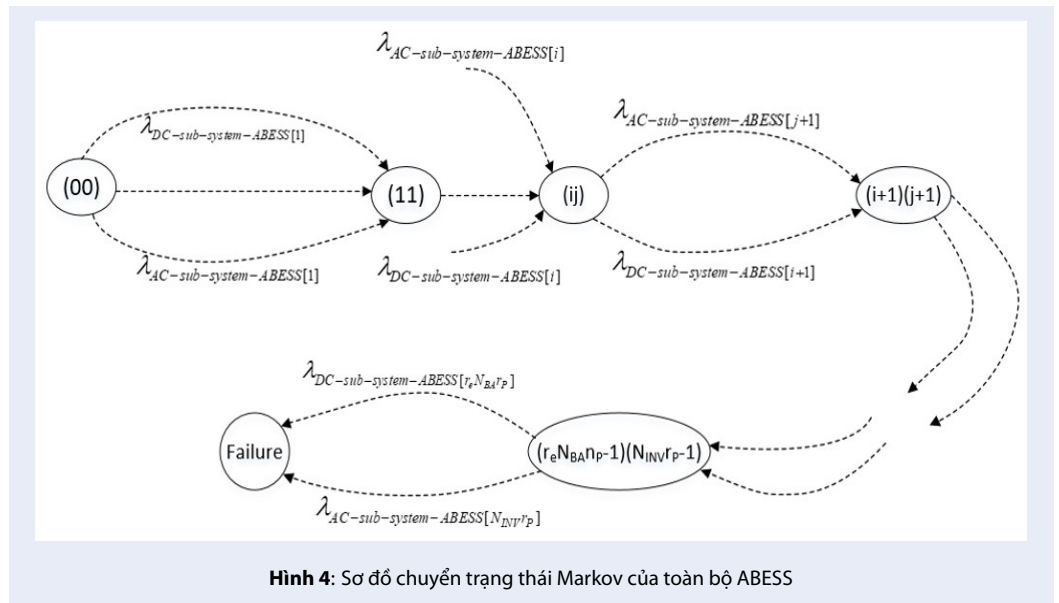 λAC−sub−system−ABESS[i]
λDC−sub−system−ABESS[1]
λAC−sub−system−ABESS[j+1]
(00)
(11)
(ij)
(i+1)(j+1)
λAC−sub−system−ABESS[1]
λDC−sub−system−ABESS[i]
λDC−sub−system−ABESS[i+1]
λDC−sub−system−ABESS[reNBArP]
Failure
(reNBAnP-1)(NINVrP-1)
λAC−sub−system−ABESS[NINVrP]
Hình 4: Sơ đồ chuyển trạng thái Markov của toàn bộ ABESS